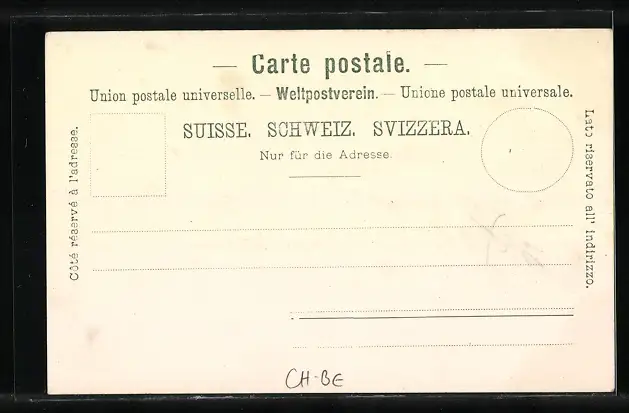 — Carte postale. —
Union postale universelle. — Weltpostverein. — Unione postale universale.
SUISSE. SCHWEIZ. SVIZZERA.
Nur für die Adresse.
Côté réservé à l'adresse.
Lato riservato all' indirizzo.
CH-BE